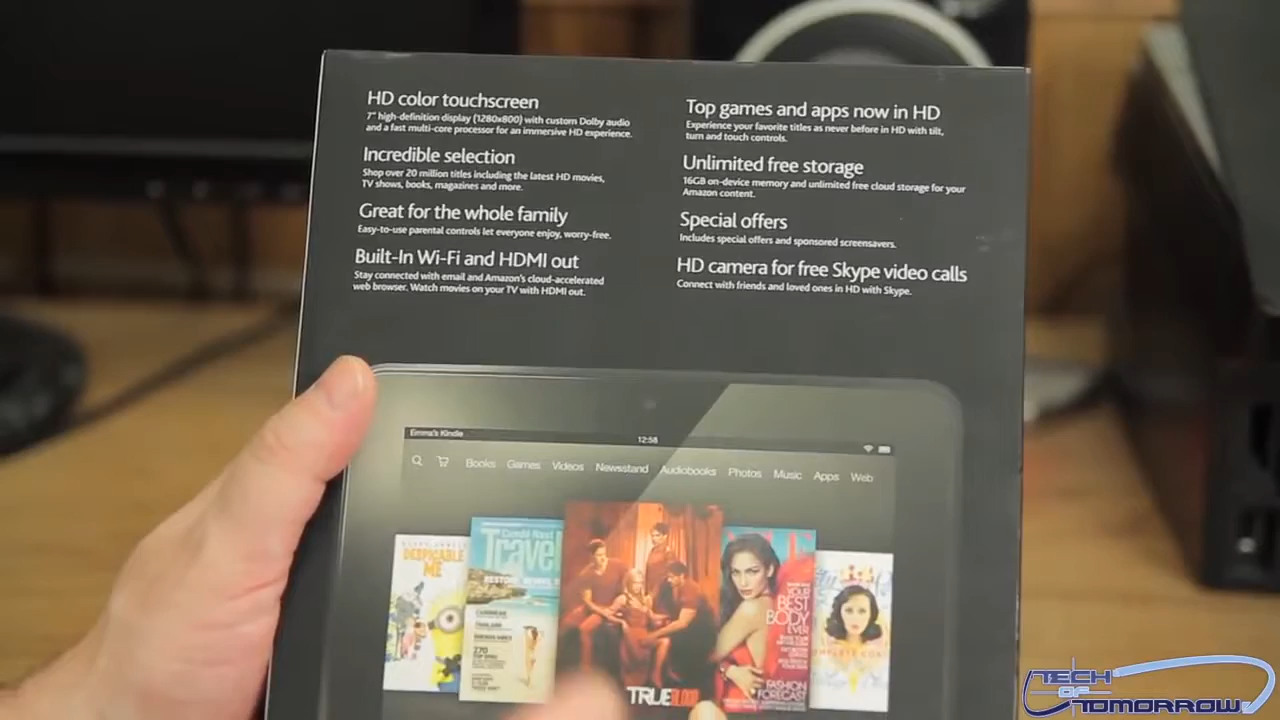 HD color touchscreen
7" high-definition display (1280x800) with custom Dolby audio
and a fast multi-core processor for an immersive HD experience.
Incredible selection
Shop over 20 million titles including the latest HD movies,
TV shows, books, magazines and more.
Great for the whole family
Easy-to-use parental controls let everyone enjoy, worry-free.
Built-In Wi-Fi and HDMI out
Stay connected with email and Amazon's cloud-accelerated
web browser. Watch movies on your TV with HDMI out.
Top games and apps now in HD
Experience your favorite titles as never before in HD with tilt,
turn and touch controls.
Unlimited free storage
16GB on-device memory and unlimited free cloud storage for your
Amazon content.
Special offers
Includes special offers and sponsored screensavers.
HD camera for free Skype video calls
Connect with friends and loved ones in HD with Skype.
Emma's Kindle
12:58
Books Games Videos Newsstand Audiobooks Photos Music Apps Web
DESPICABLE
ME
Condé Nast
Travel
CARIBBEAN
THAILAND
270
TRUE BLOOD
YOUR
BEST
BODY
EVER
FASHION
FORECAST
TECH
OF
TOMORROW